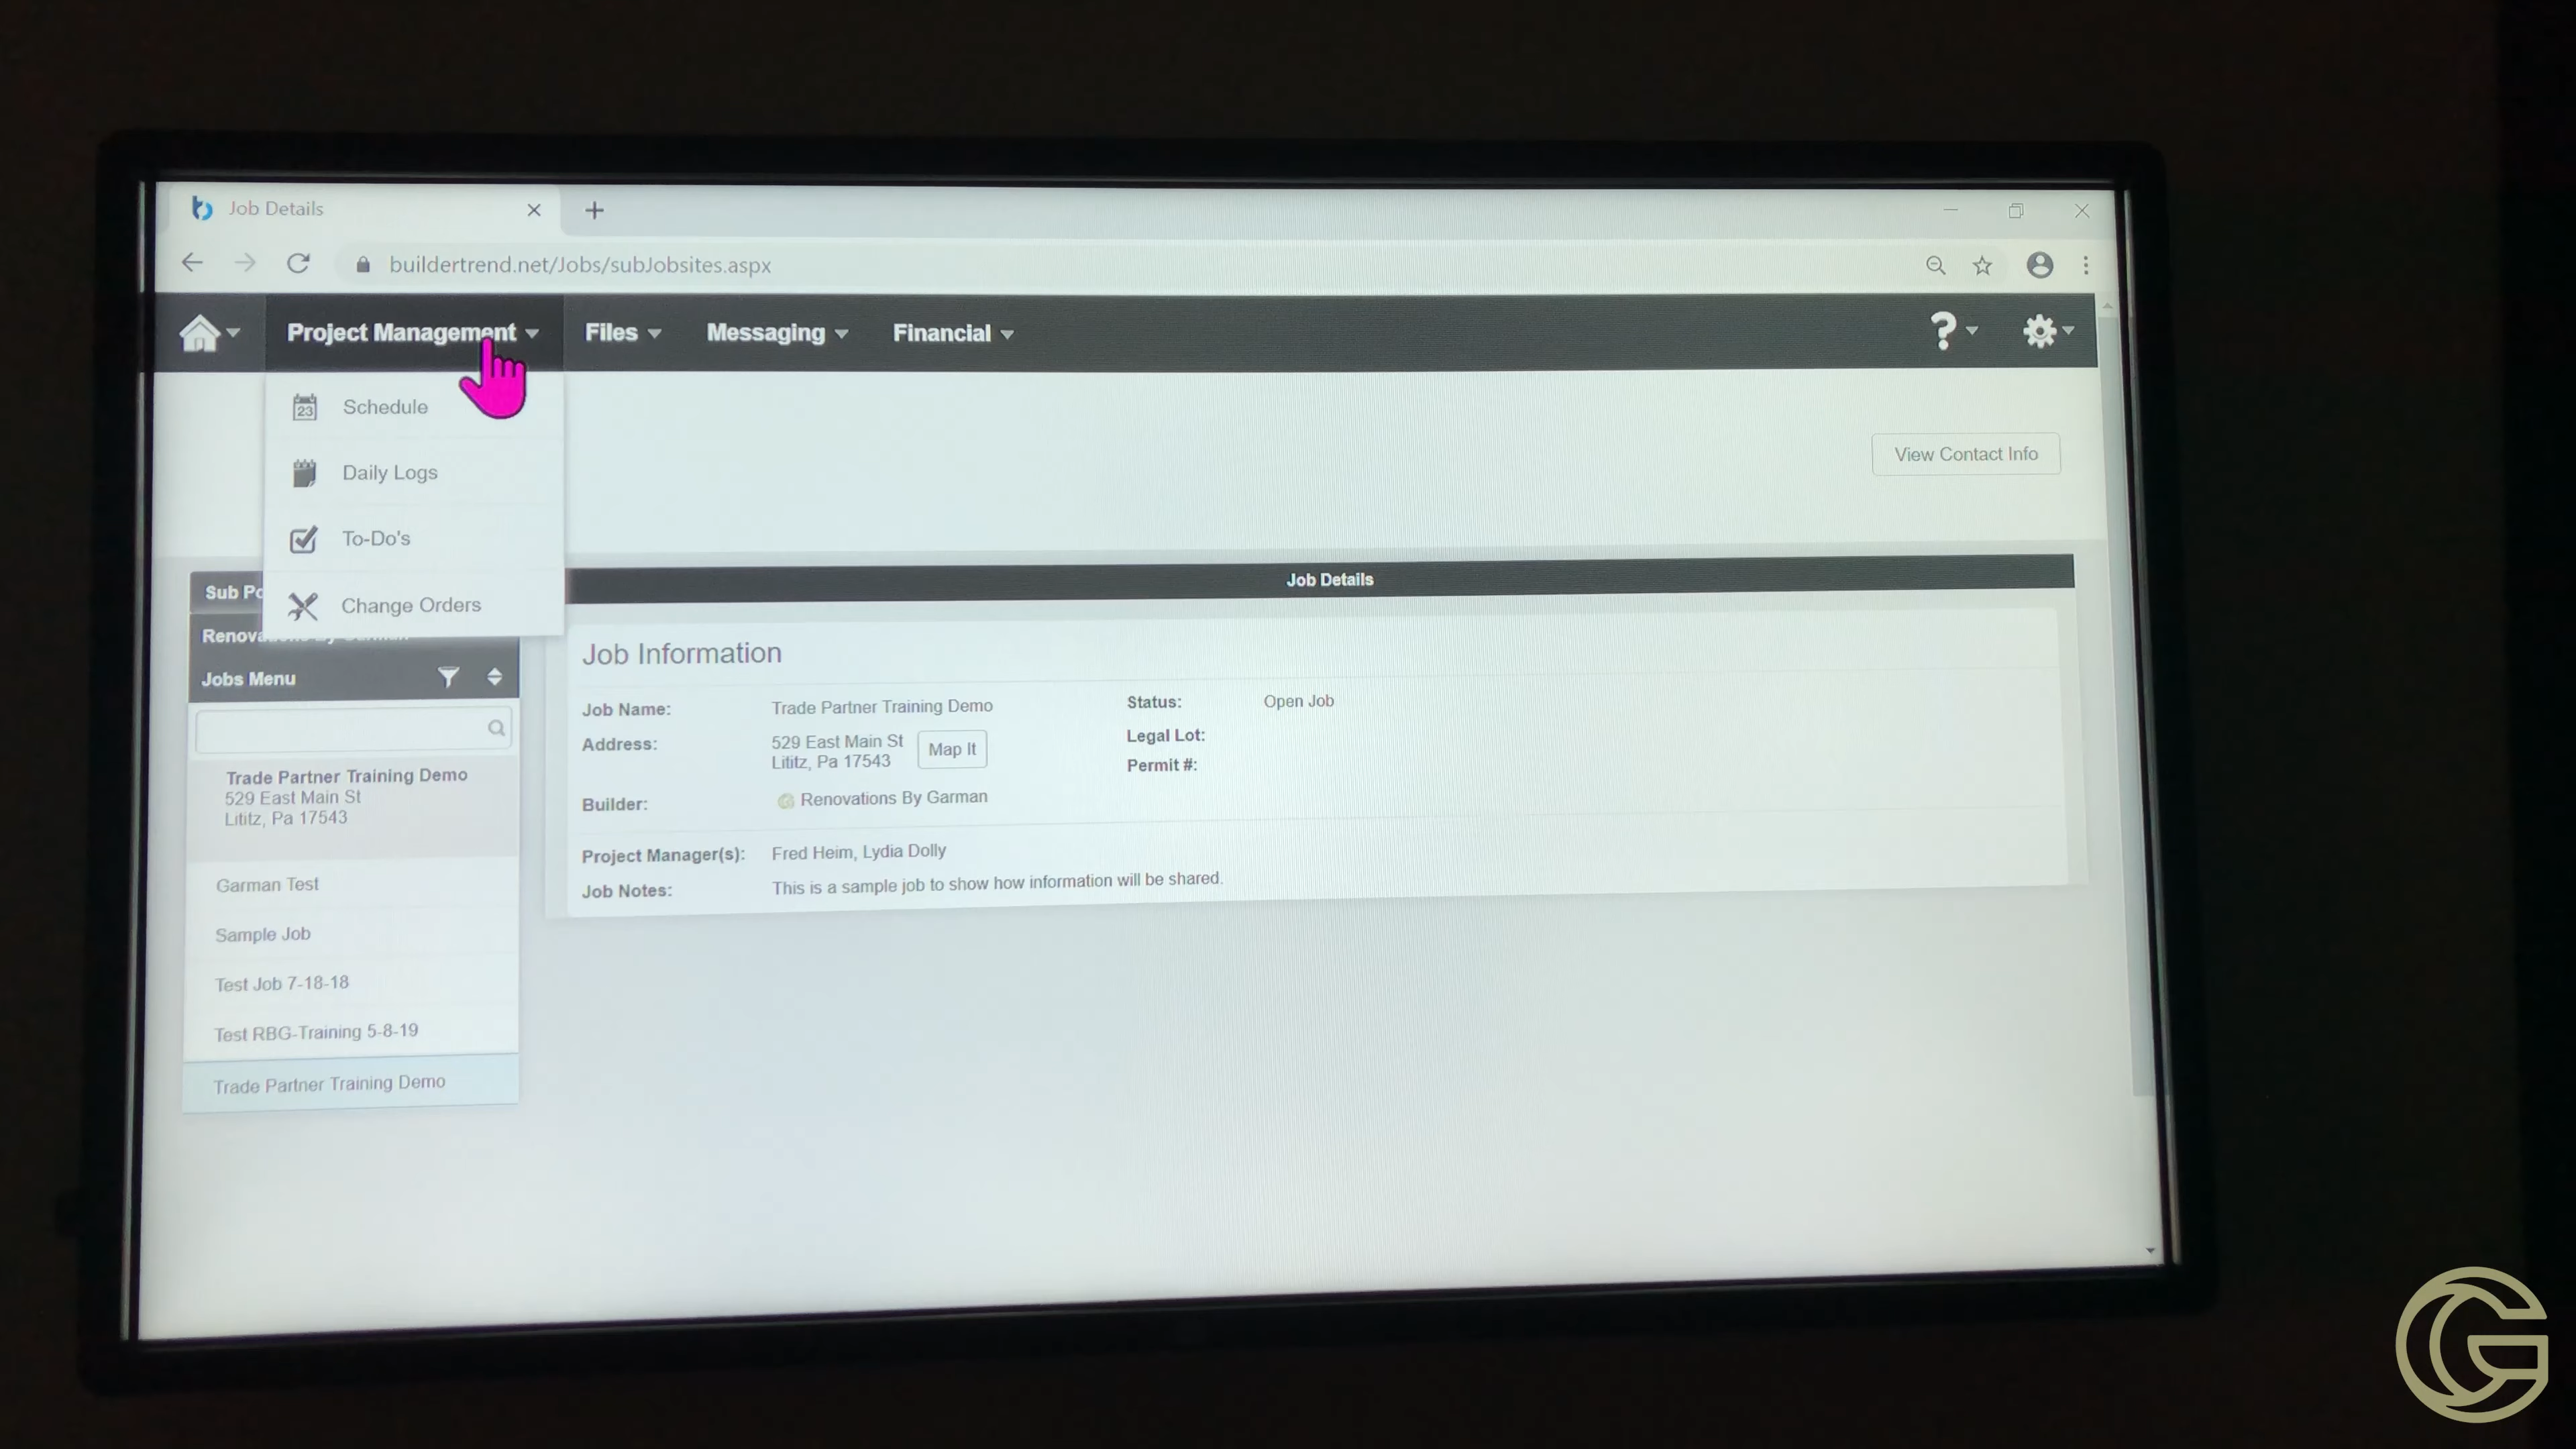 Job Details
buildertrend.net/Jobs/subJobsites.aspx
Project Management
Files
Messaging
Financial
?
23
Schedule
Daily Logs
To-Do's
Change Orders
View Contact Info
Sub
Jobs Menu
Trade Partner Training Demo
529 East Main St
Lititz, Pa 17543
Garman Test
Sample Job
Test Job 7-18-18
Test RBG-Training 5-8-19
Trade Partner Training Demo
Job Details
Job Information
Job Name: Trade Partner Training Demo
Address: 529 East Main St
Lititz, Pa 17543
Map It
Builder: Renovations By Garman
Status: Open Job
Legal Lot:
Permit #:
Project Manager(s): Fred Heim, Lydia Dolly
Job Notes: This is a sample job to show how information will be shared.
G